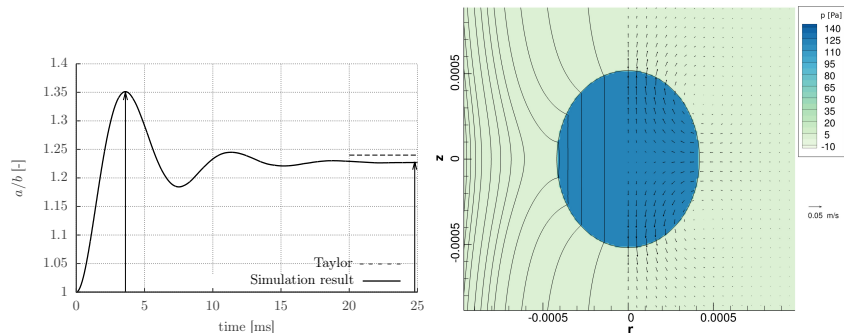 1.4
1.35
1.3
1.25
1.2
1.15
1.1
1.05
1
a/b [-]
Taylor
Simulation result
0 5 10 15 20 25
time [ms]
0.0005
0
-0.0005
z
-0.0005 0 0.0005
r
p [Pa]
140
125
110
95
80
65
50
35
20
5
-10
0.05 m/s